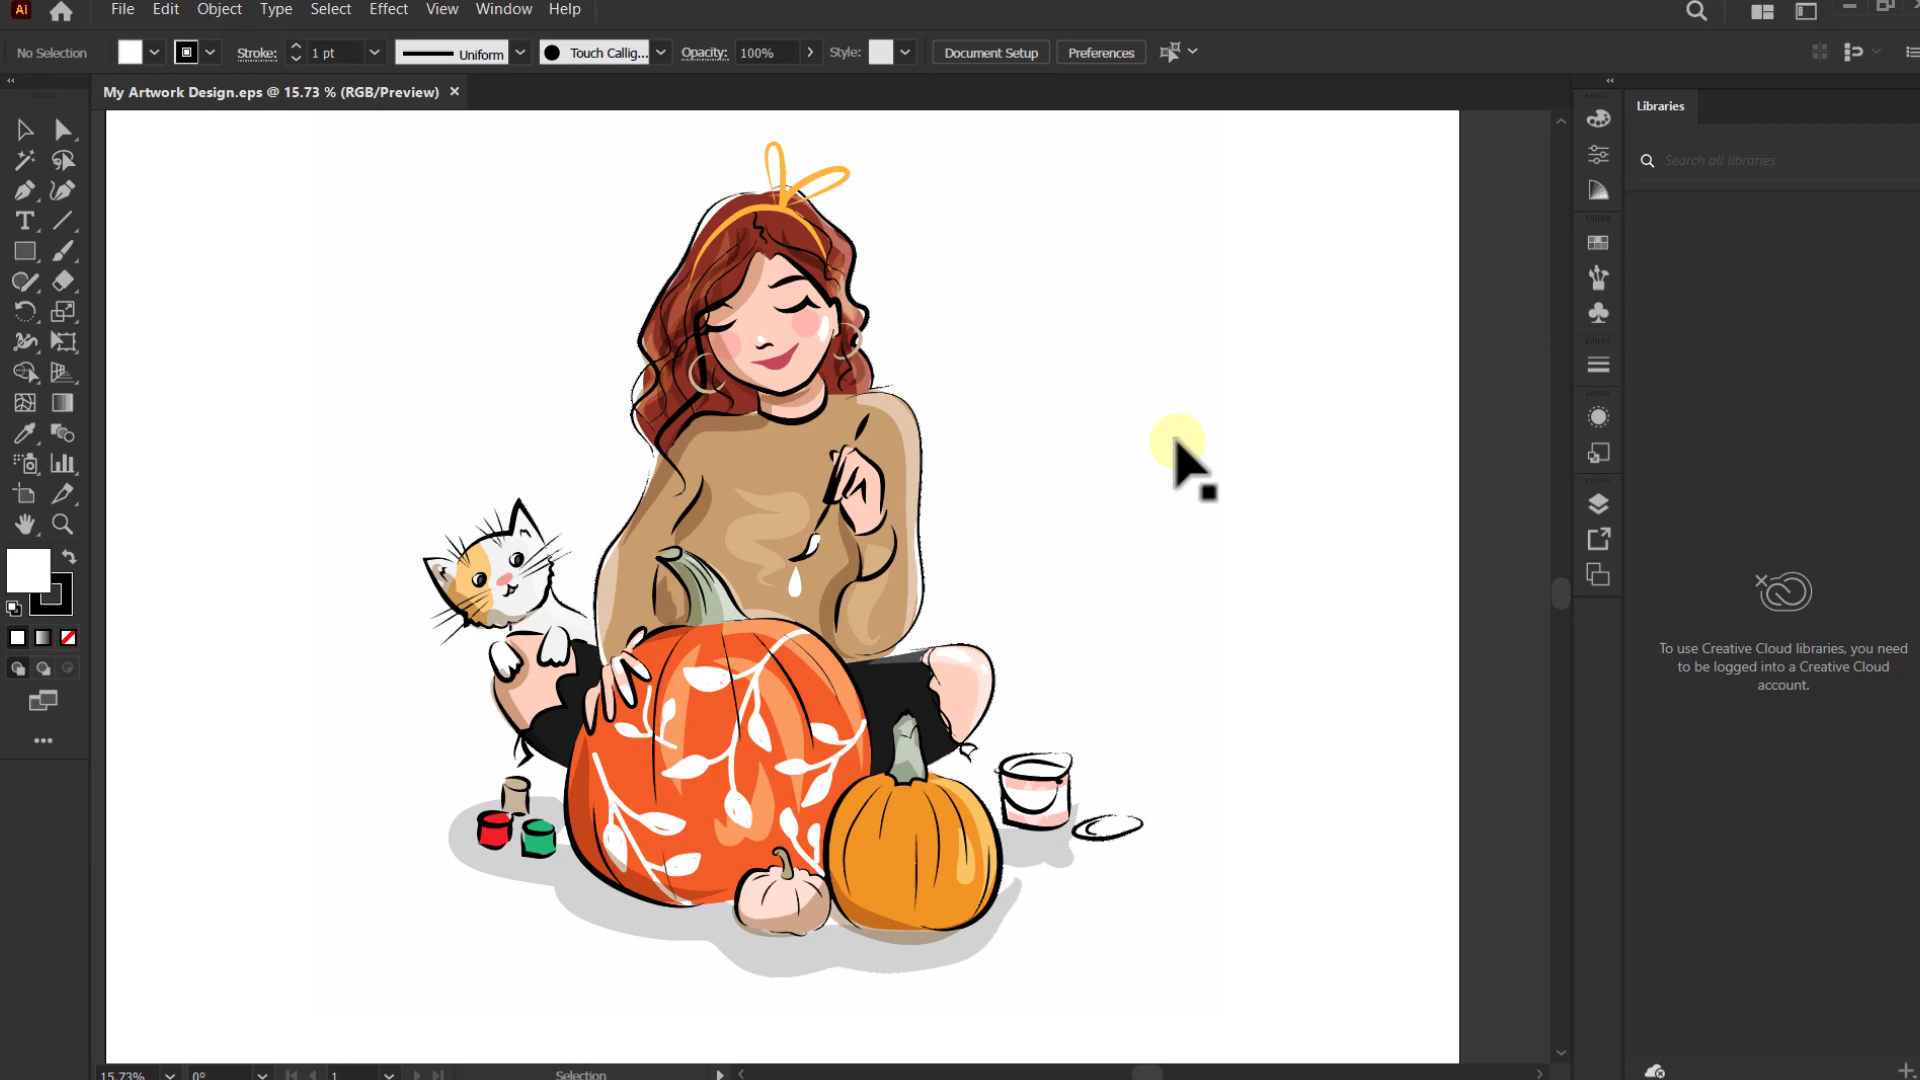 Ai File Edit Object Type Select Effect View Window Help
No Selection Stroke: 1 pt Uniform Touch Callig... Opacity: 100% Style: Document Setup Preferences
My Artwork Design.eps @ 15.73 % (RGB/Preview)
Libraries
Search all libraries
To use Creative Cloud libraries, you need
to be logged into a Creative Cloud
account.
15.73% 0° 1 Selection